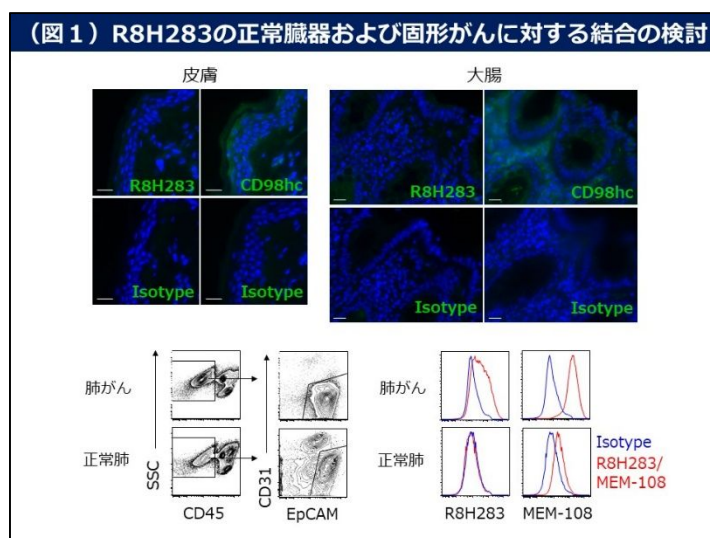 （図１）R8H283の正常臓器および固形がんに対する結合の検討
皮膚
大腸
R8H283
CD98hc
R8H283
CD98hc
Isotype
Isotype
Isotype
Isotype
肺がん
正常肺
SSC
CD45
CD31
EpCAM
肺がん
正常肺
R8H283
MEM-108
Isotype
R8H283/
MEM-108